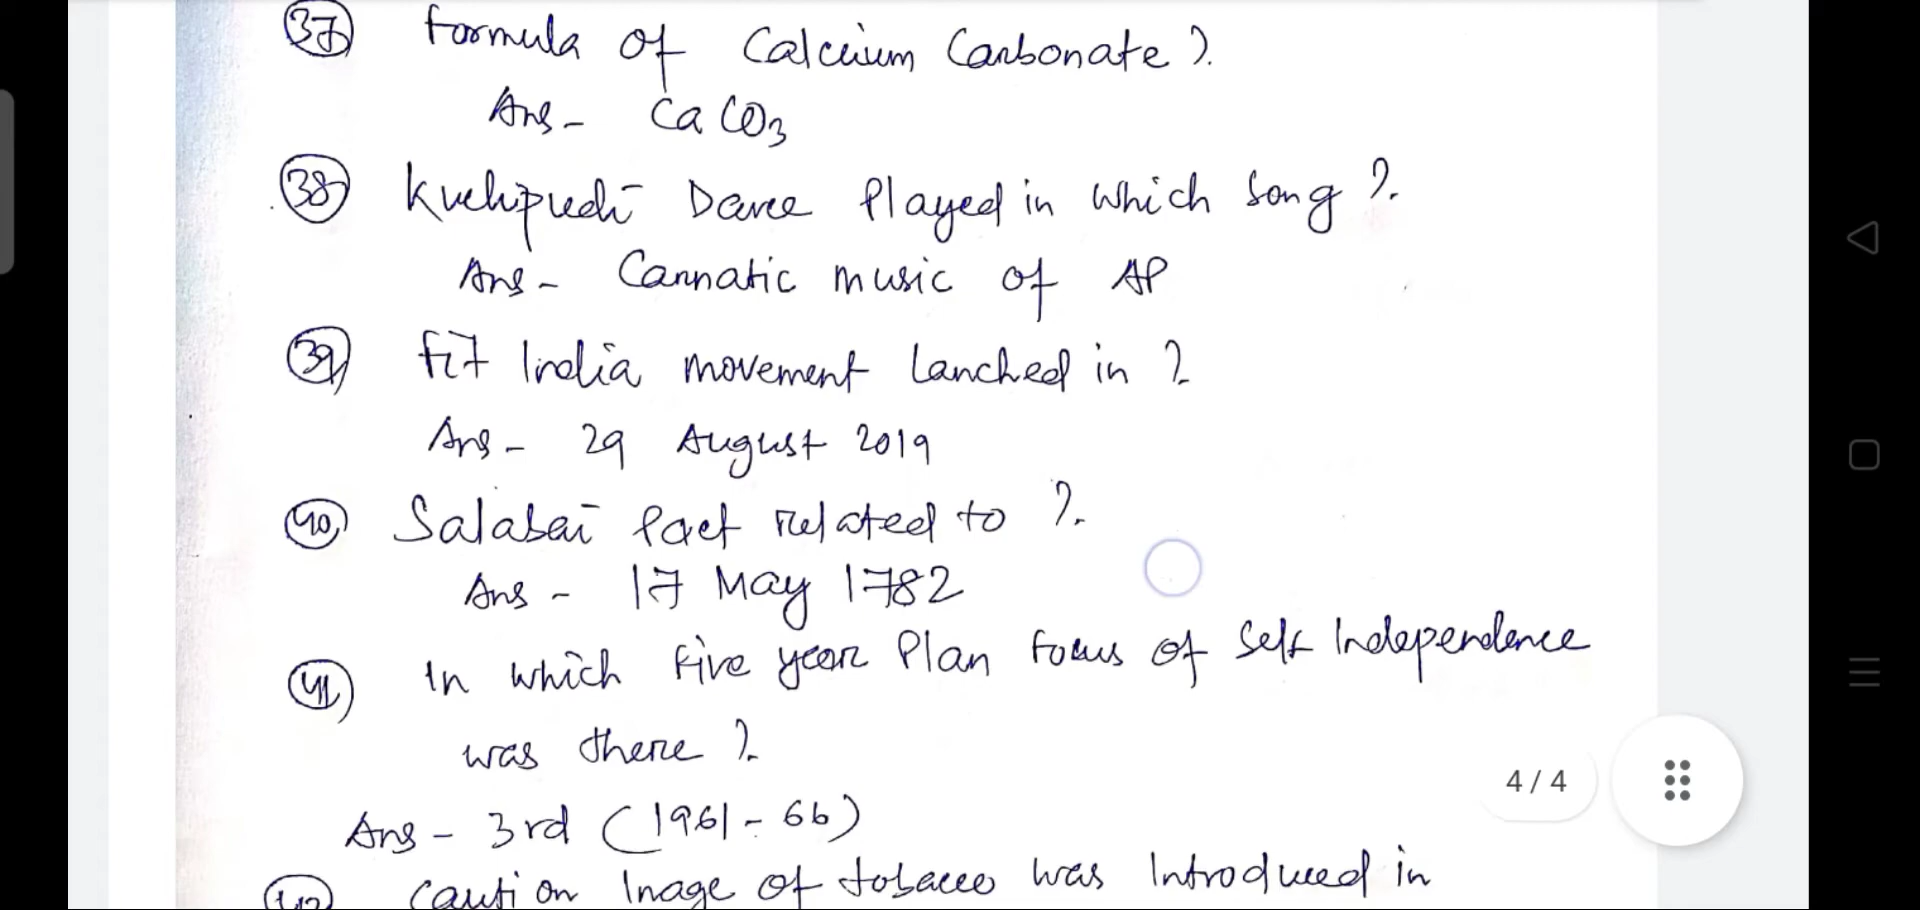 37 Formula of Calcium Carbonate ?
Ans - CaCO3
38 Kuchipudi Dance Played in which Song ?
Ans - Carnatic music of AP
39 Fit India movement Lanched in ?
Ans - 29 August 2019
40 Salabai Pact related to ?
Ans - 17 May 1782
41 In which Five year Plan focus of Self Independence
was there ?
4 / 4
Ans - 3rd (1961 - 66)
42 Caution Image of tobacco was Introduced in